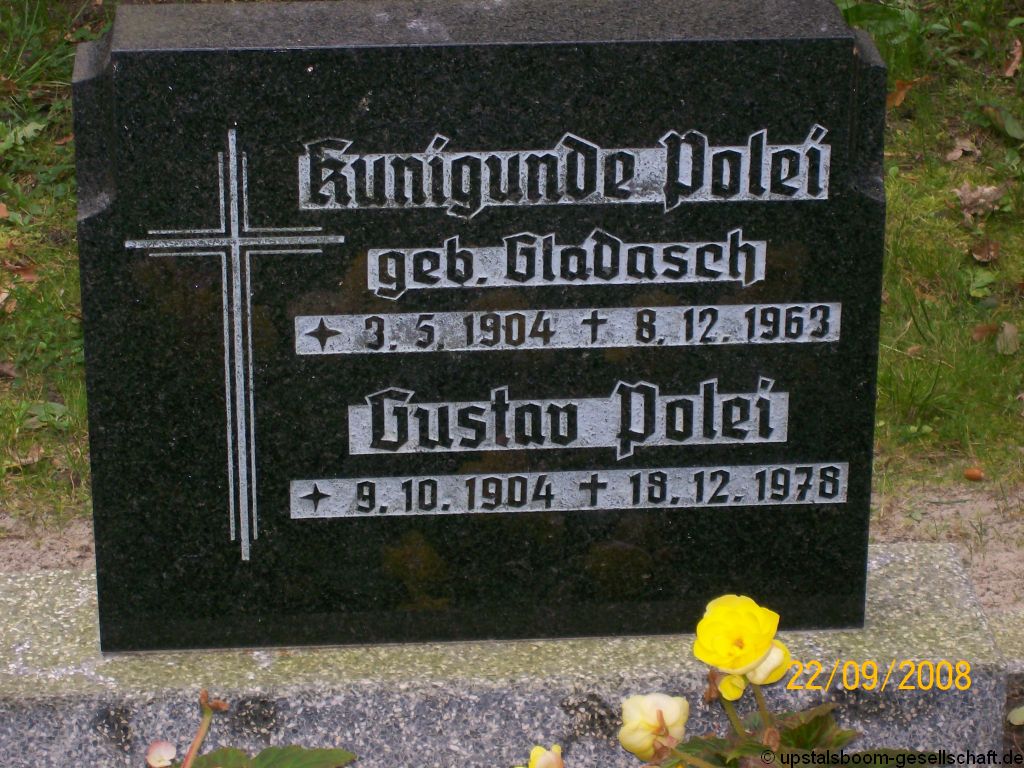 Kunigunde Polei
geb. Gladasch
✦ 3. 5. 1904 † 8. 12. 1963
Gustav Polei
✦ 9. 10. 1904 † 18. 12. 1978
22/09/2008
© upstalsboom-gesellschaft.de